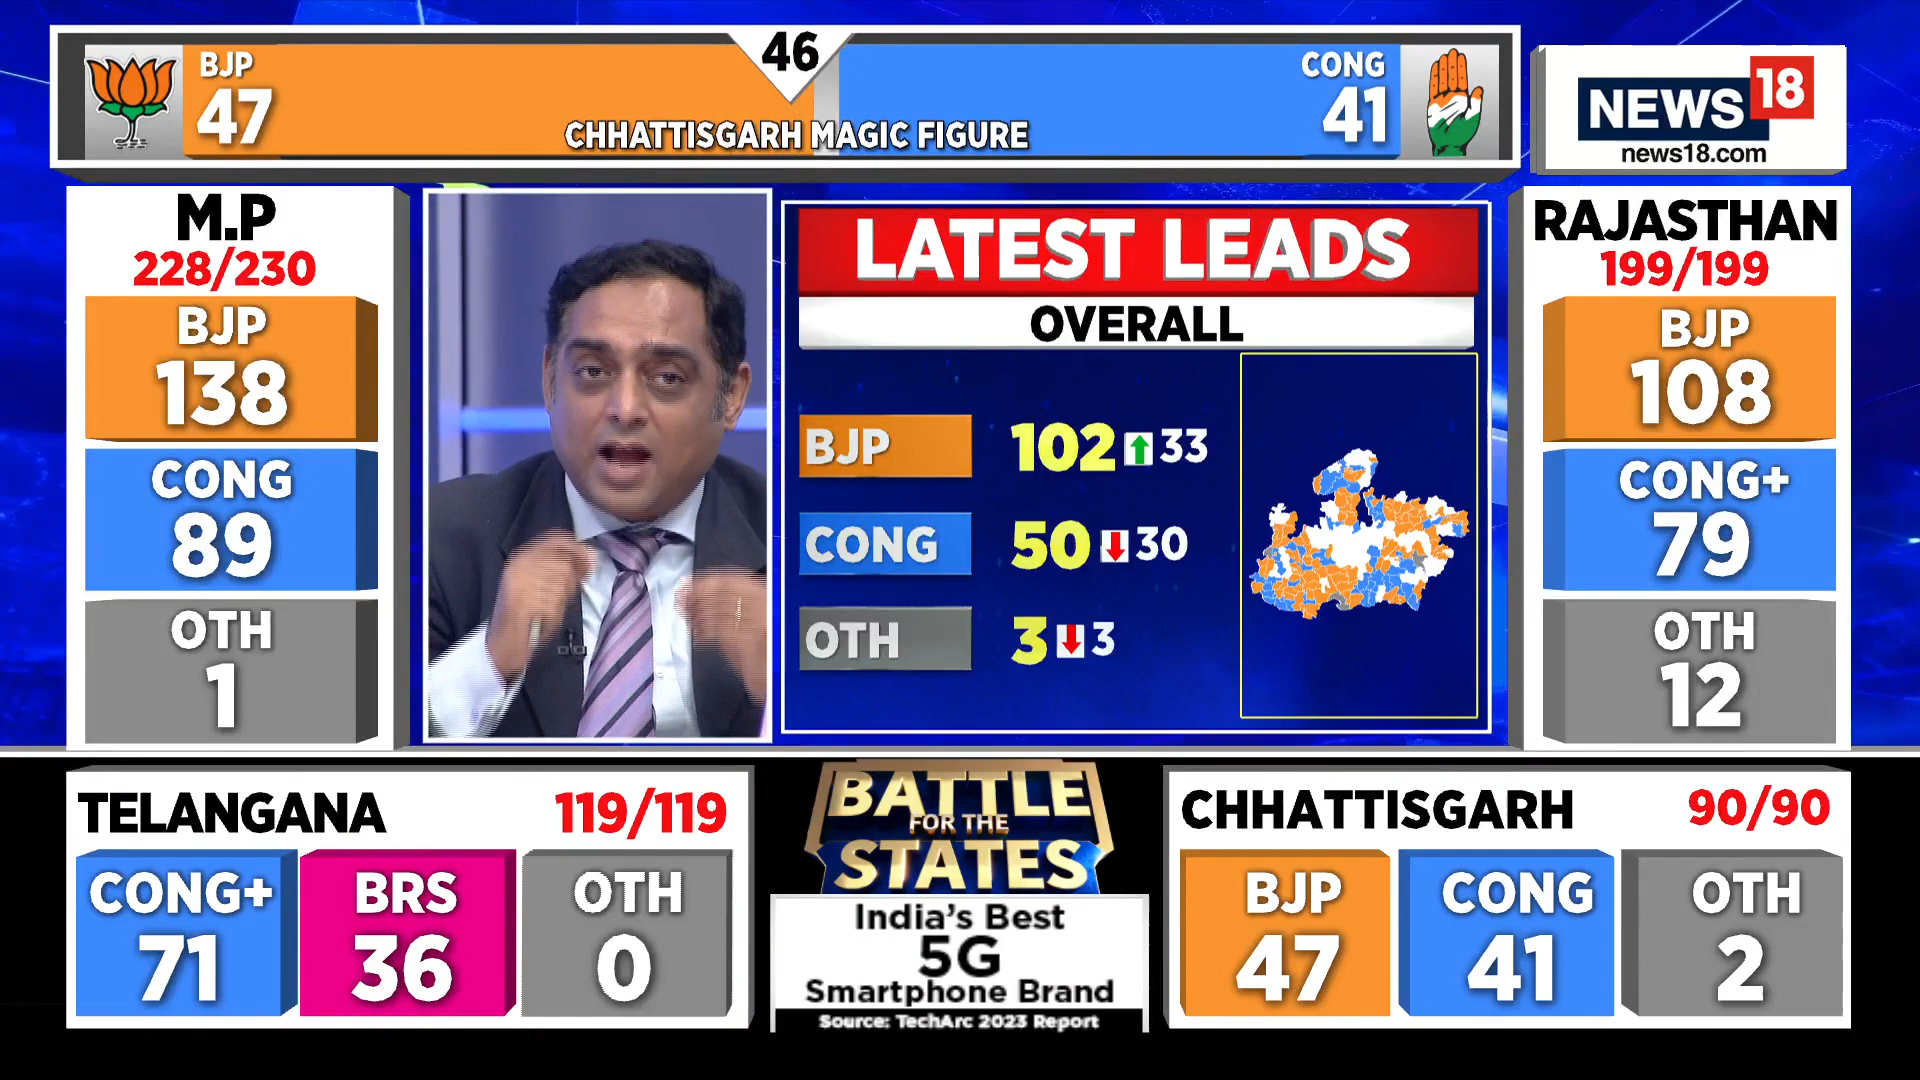 BJP
47
46
CHHATTISGARH MAGIC FIGURE
CONG
41
NEWS 18
news18.com
M.P
228/230
BJP
138
CONG
89
OTH
1
LATEST LEADS
OVERALL
BJP 102 33
CONG 50 30
OTH 3 3
RAJASTHAN
199/199
BJP
108
CONG+
79
OTH
12
TELANGANA 119/119
CONG+
71
BRS
36
OTH
0
BATTLE
FOR THE
STATES
India's Best
5G
Smartphone Brand
Source: TechArc 2023 Report
CHHATTISGARH 90/90
BJP
47
CONG
41
OTH
2